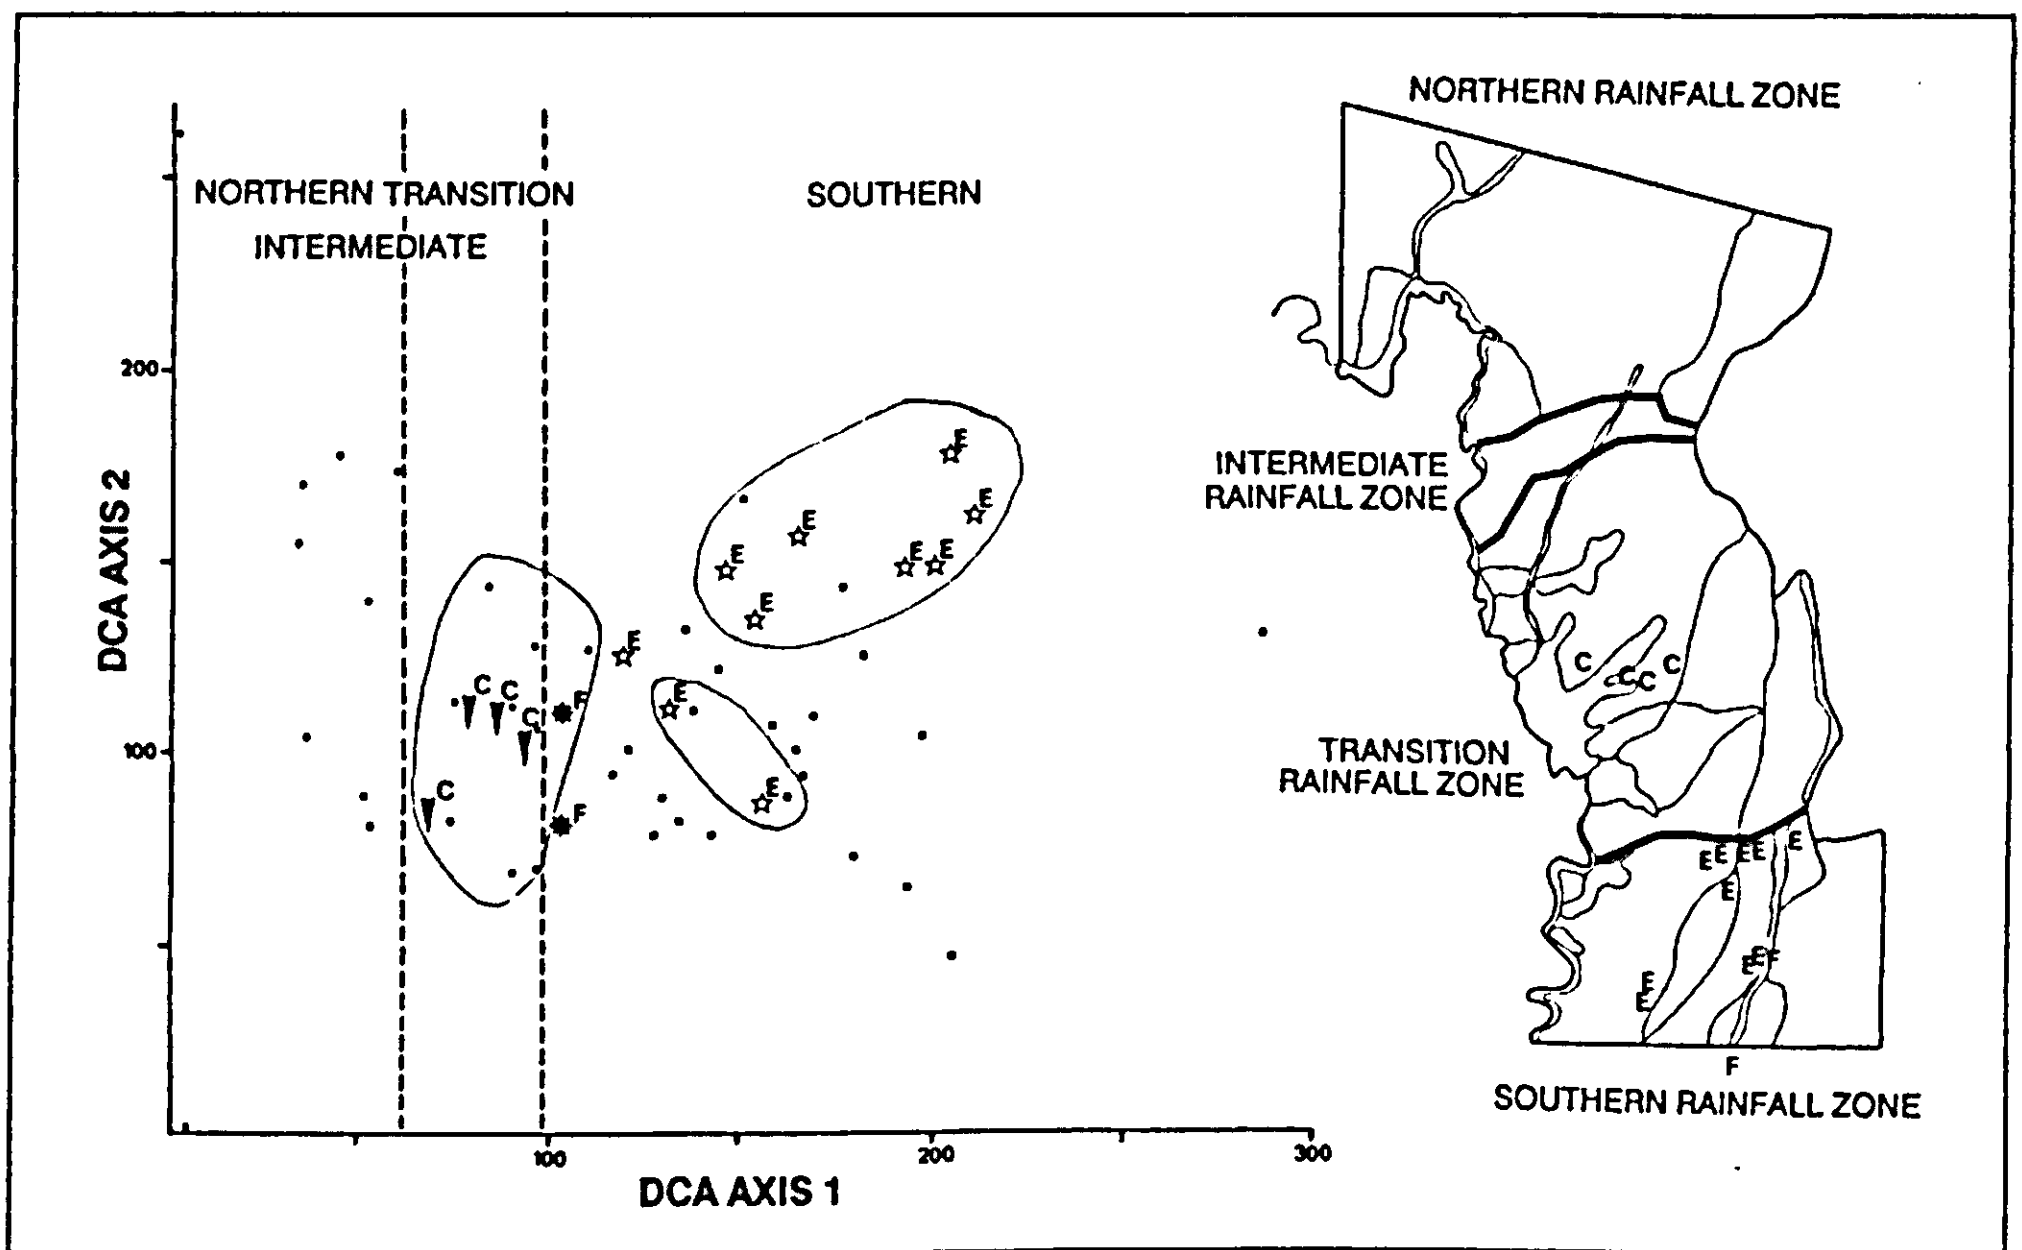 NORTHERN TRANSITION
SOUTHERN
INTERMEDIATE
200
100
DCA AXIS 2
E
E
E
E
E
E
E
E
E
E
C
C
C
C
F
F
100
200
300
DCA AXIS 1
NORTHERN RAINFALL ZONE
INTERMEDIATE
RAINFALL ZONE
C
C
C
C
TRANSITION
RAINFALL ZONE
E
E
E
E
E
E
E
E
F
E
E
F
SOUTHERN RAINFALL ZONE